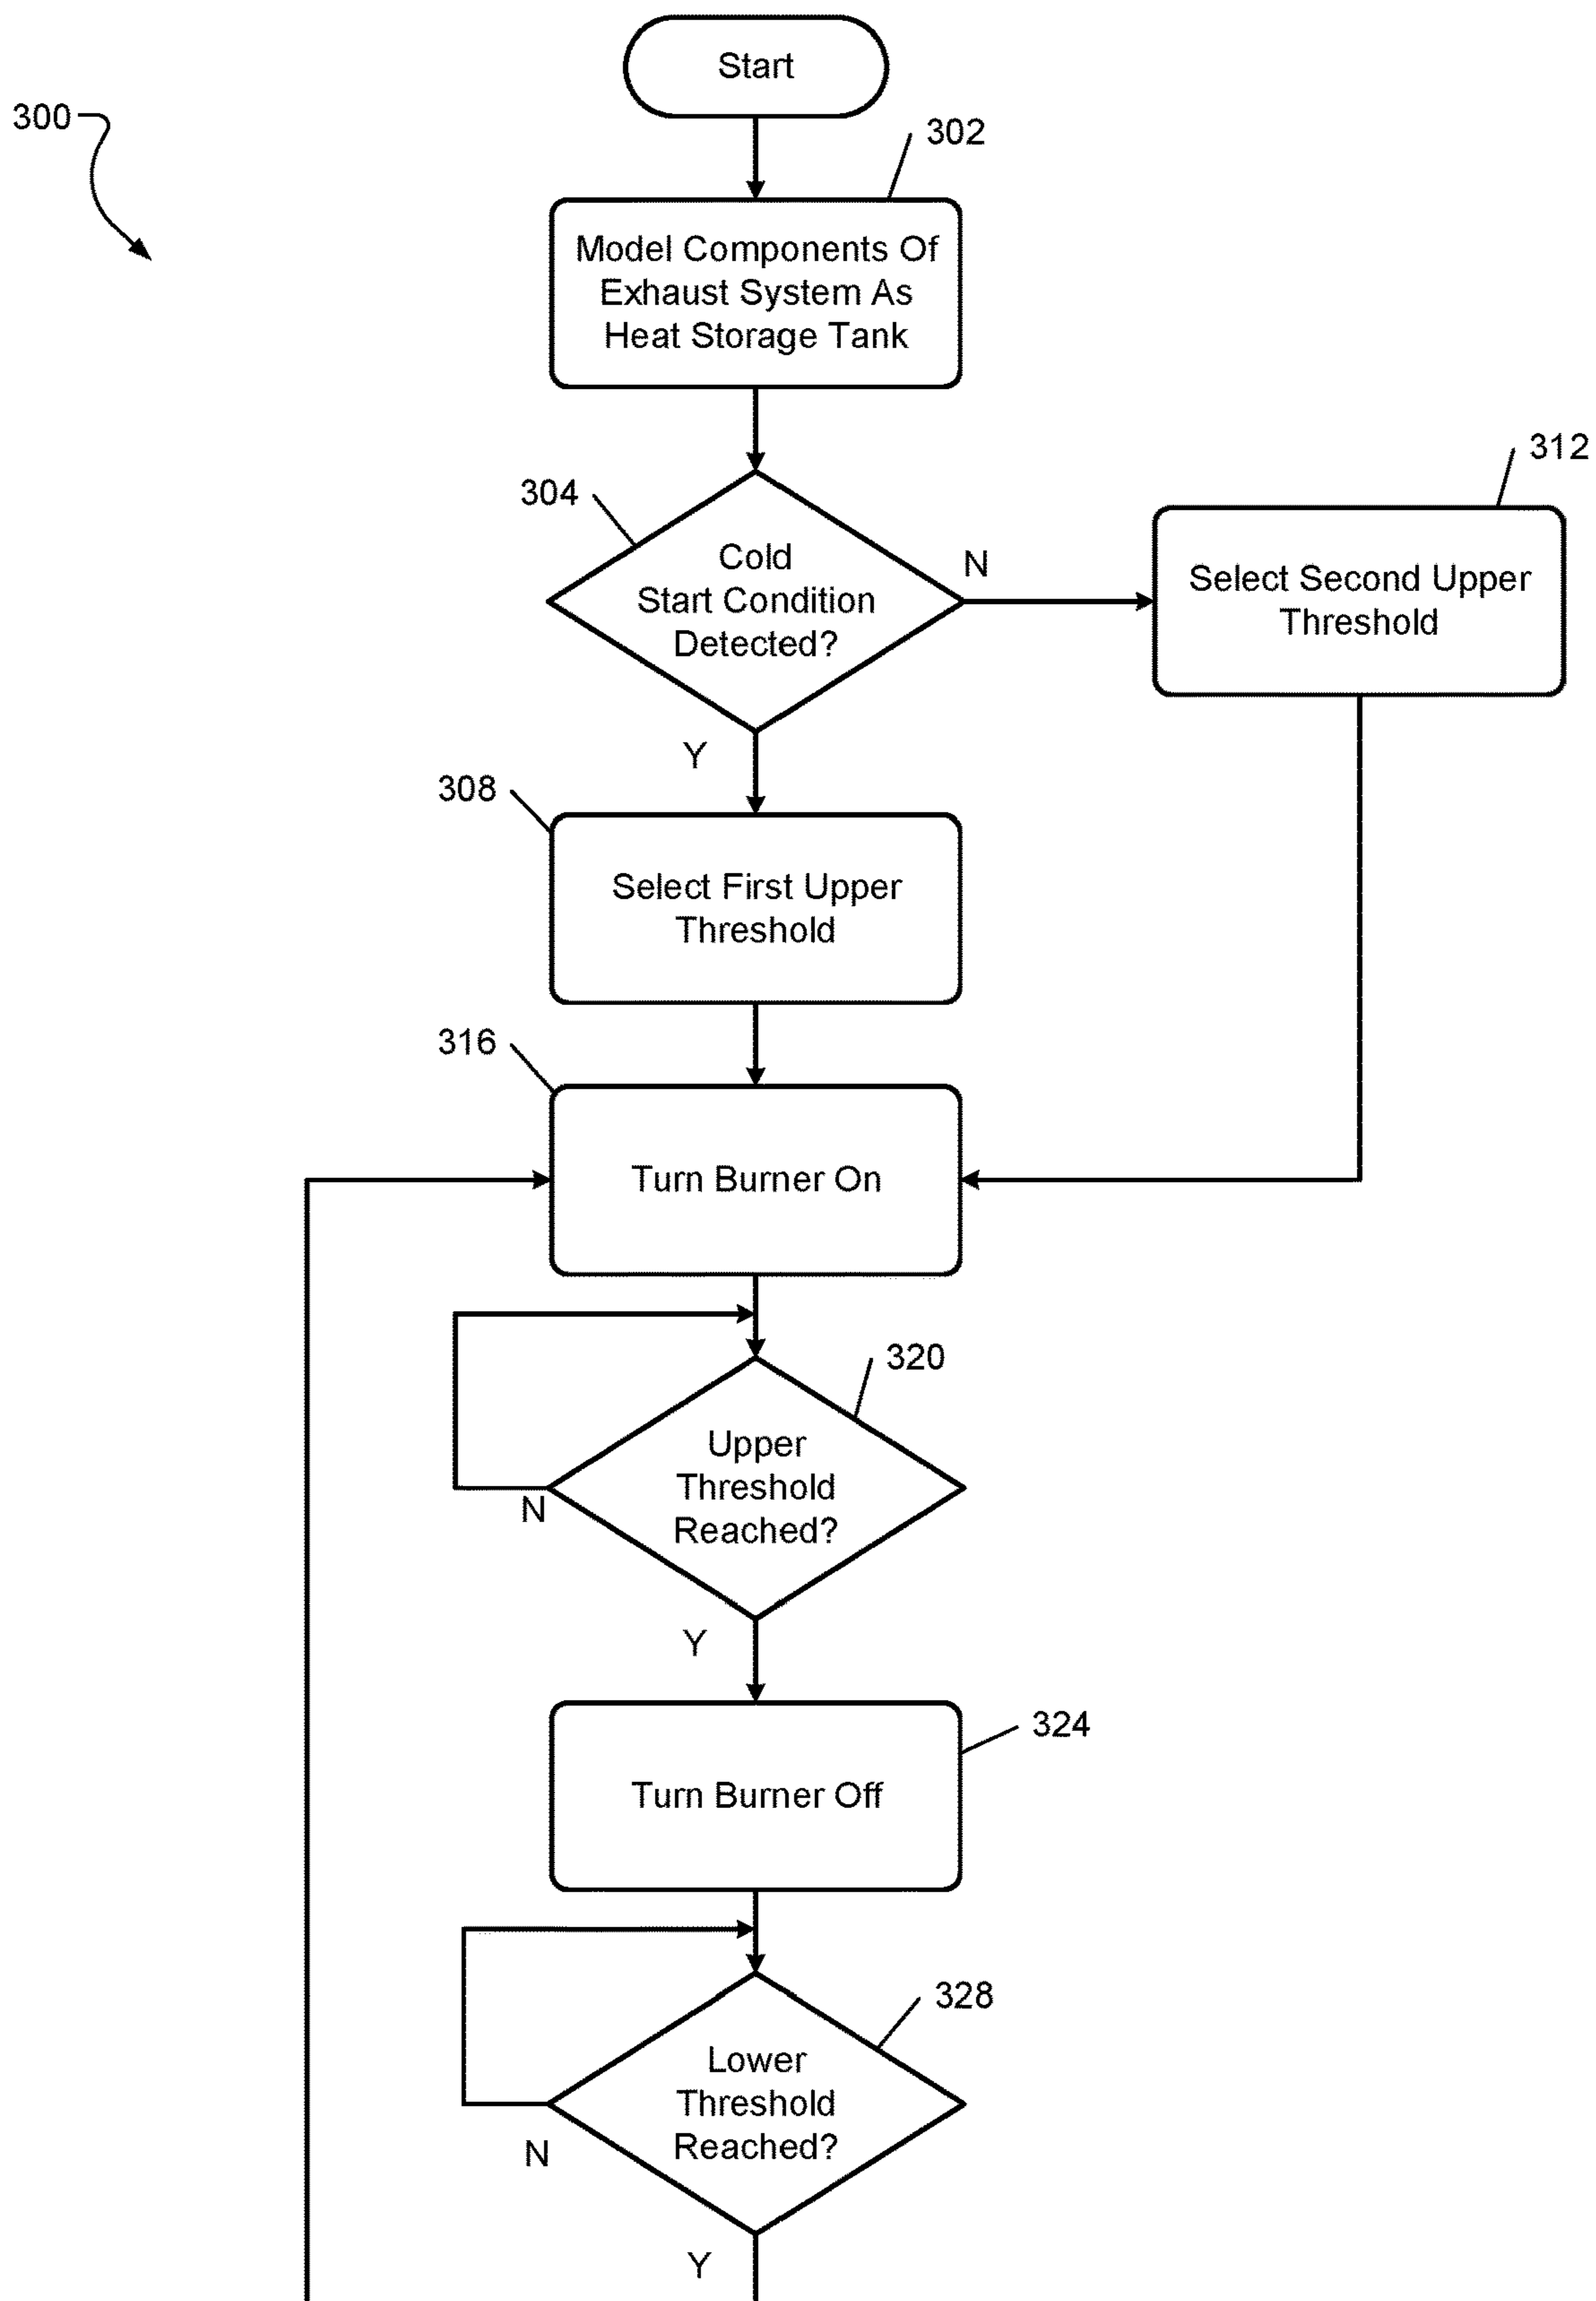 Start
300
302
Model Components Of
Exhaust System As
Heat Storage Tank
312
304
Cold
Start Condition
Detected?
N
Select Second Upper
Threshold
Y
308
Select First Upper
Threshold
316
Turn Burner On
320
Upper
Threshold
Reached?
N
Y
324
Turn Burner Off
328
Lower
Threshold
Reached?
N
Y